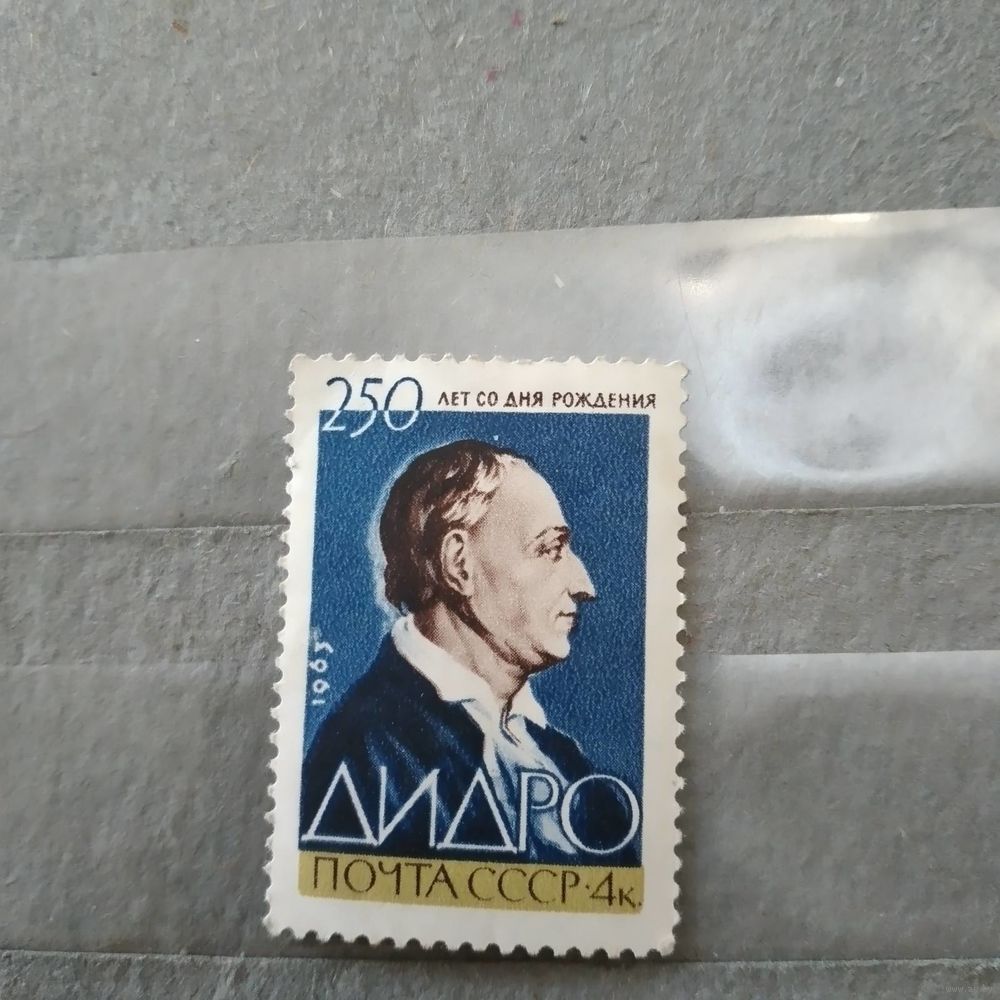 250 ЛЕТ СО ДНЯ РОЖДЕНИЯ
1963
ДИДРО
ПОЧТА СССР·4к.